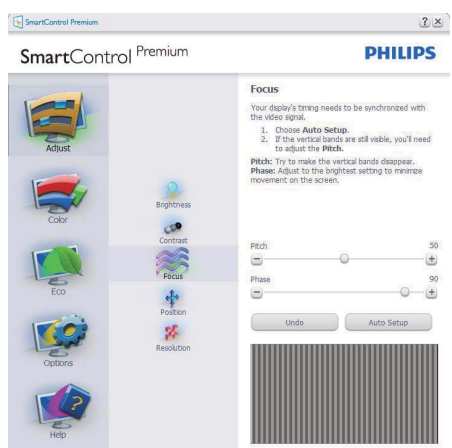 SmartControl Premium
SmartControl Premium
PHILIPS
Adjust
Color
Eco
Options
Help
Brightness
Contrast
Focus
Position
Resolution
Focus
Your display's timing needs to be synchronized with
the video signal.
1. Choose Auto Setup.
2. If the vertical bands are still visible, you'll need
to adjust the Pitch.
Pitch: Try to make the vertical bands disappear.
Phase: Adjust to the brightest setting to minimize
movement on the screen.
Pitch 50
Phase 90
Undo Auto Setup